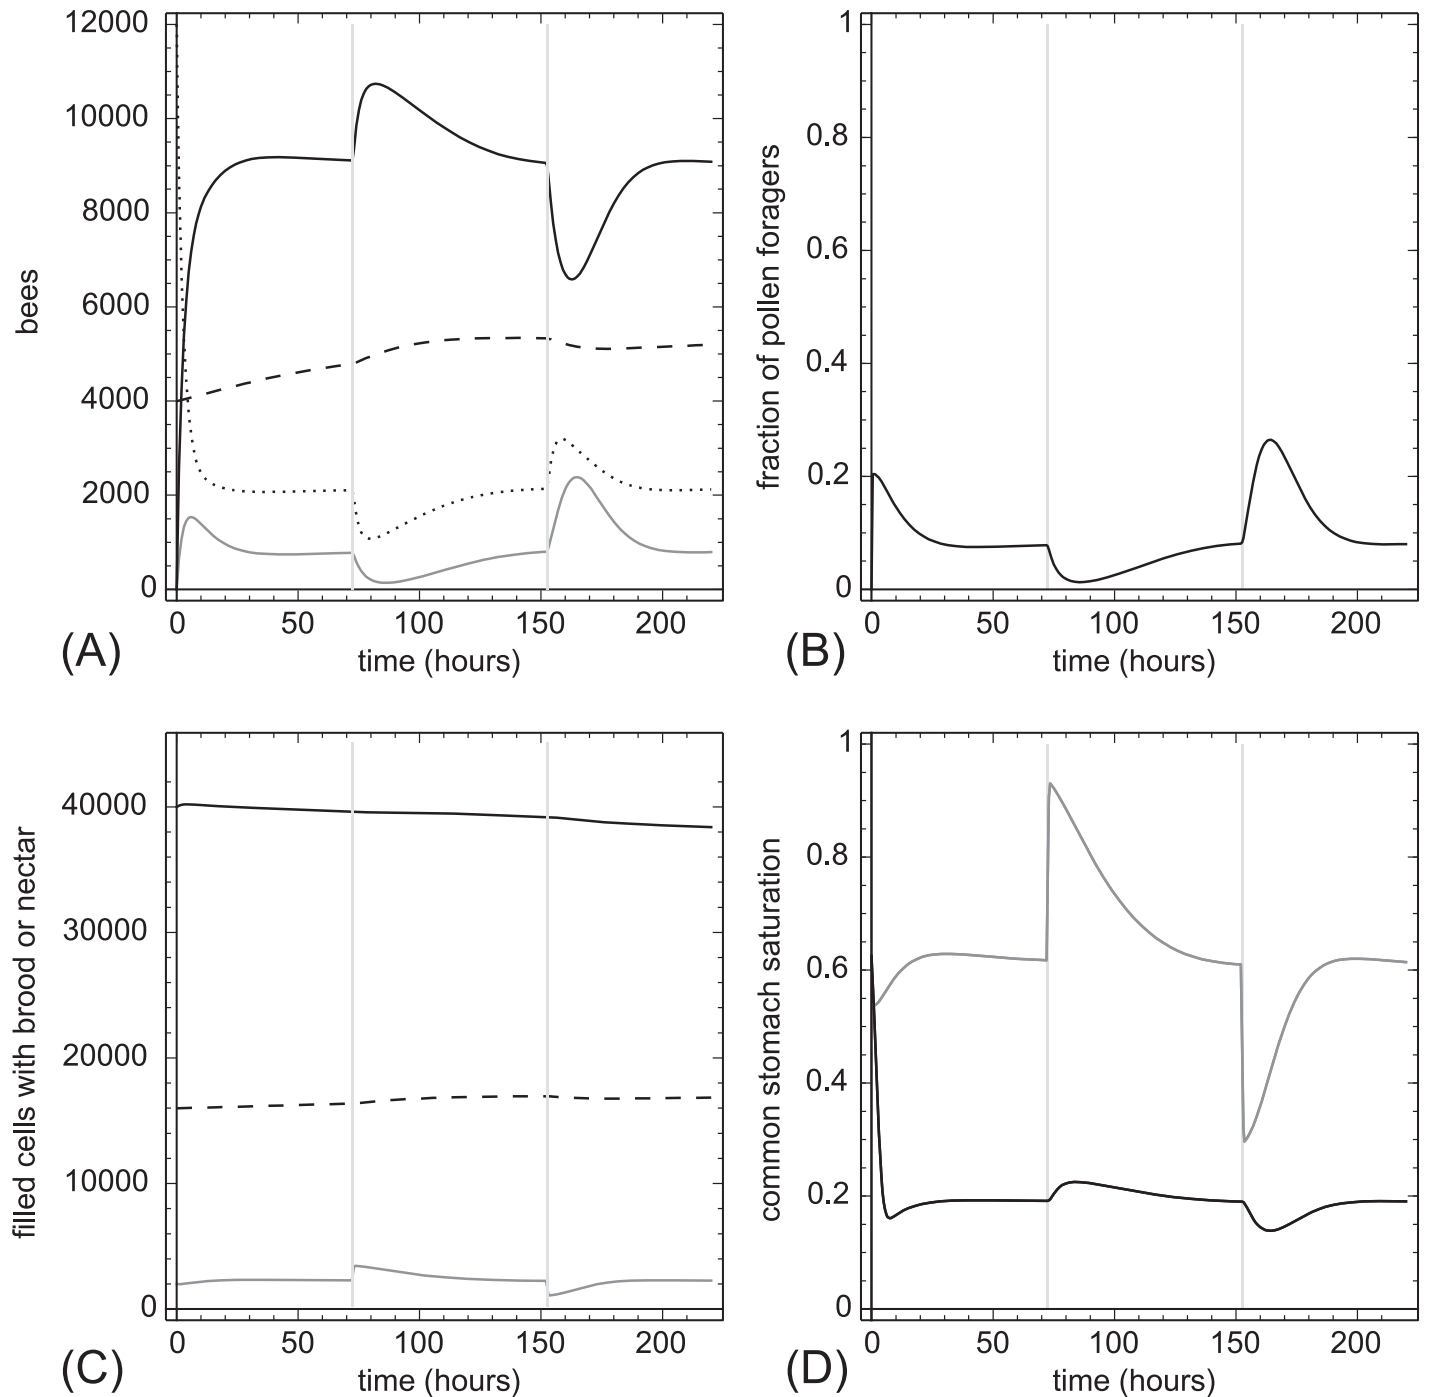 12000
10000
8000
6000
4000
2000
0
bees
0 50 100 150 200
time (hours)
(A)
1
0.8
0.6
0.4
0.2
0
fraction of pollen foragers
0 50 100 150 200
time (hours)
(B)
40000
30000
20000
10000
0
filled cells with brood or nectar
0 50 100 150 200
time (hours)
(C)
1
0.8
0.6
0.4
0.2
0
common stomach saturation
0 50 100 150 200
time (hours)
(D)